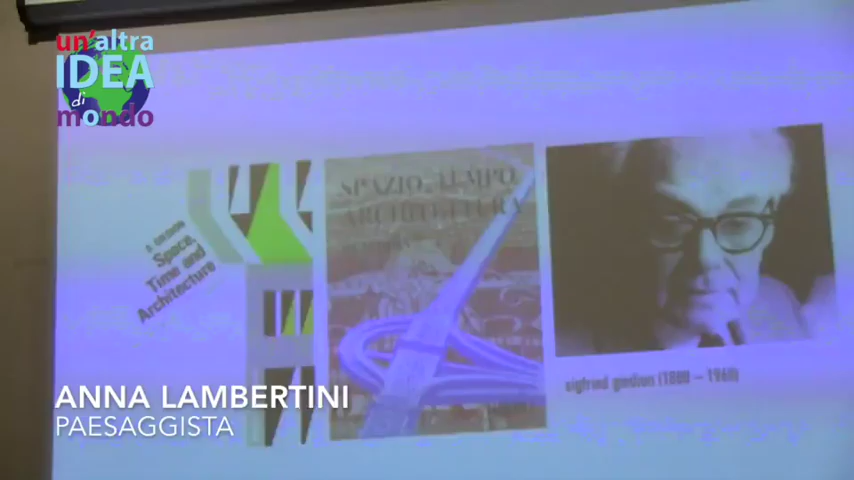 un'altra
IDEA
di
mondo
S. GIEDION
Space,
Time and
Architecture
SPAZIO, TEMPO
ARCHITETTURA
sigfried giedion (1888 – 1968)
ANNA LAMBERTINI
PAESAGGISTA